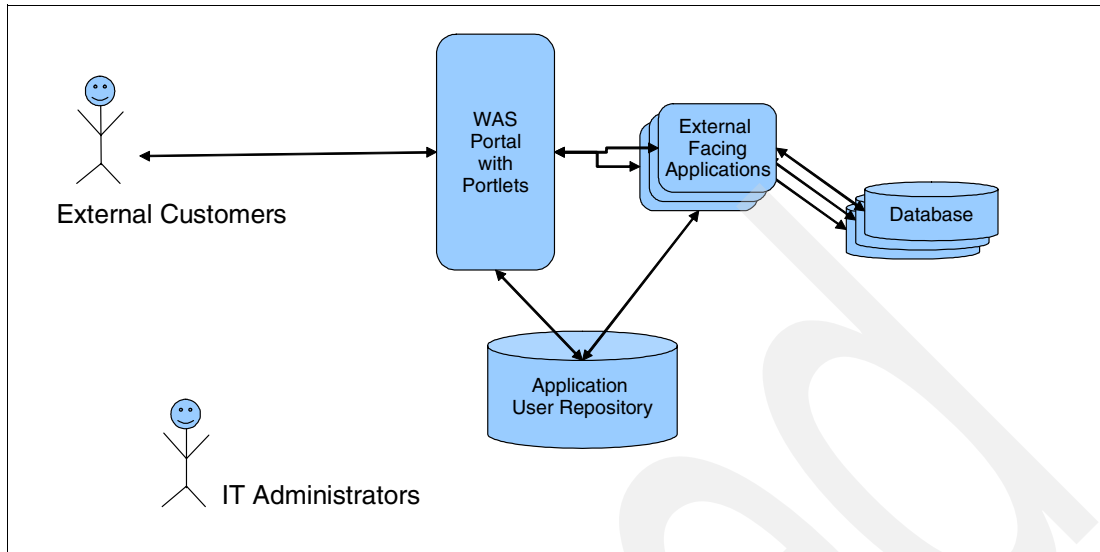 WAS
Portal
with
Portlets
External
Facing
Applications
Database
External Customers
Application
User Repository
IT Administrators